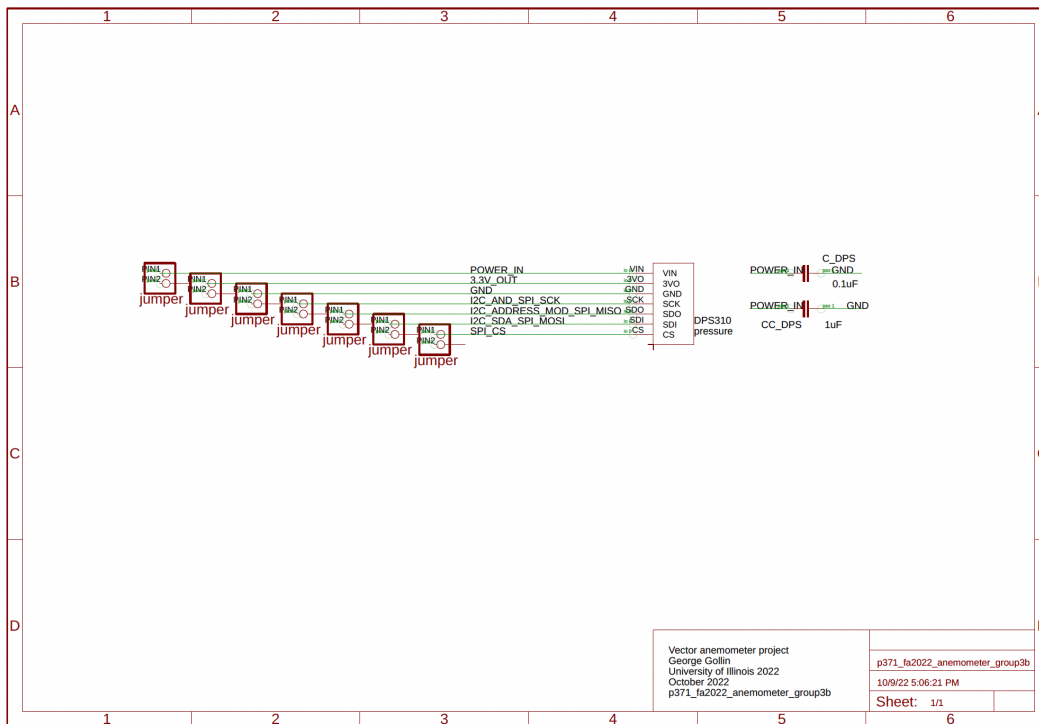 1 2 3 4 5 6
A
B
C
D
PIN1
PIN2
jumper
PIN1
PIN2
jumper
PIN1
PIN2
jumper
PIN1
PIN2
jumper
PIN1
PIN2
jumper
PIN1
PIN2
jumper
PIN1
PIN2
jumper
POWER_IN
3.3V_OUT
GND
I2C_AND_SPI_SCK
I2C_ADDRESS_MOD_SPI_MISO
I2C_SDA_SPI_MOSI
SPI_CS
VIN
3VO
GND
SCK
SDO
SDI
CS
VIN
3VO
GND
SCK
SDO
SDI
CS
DPS310
pressure
C_DPS
POWER_IN GND
0.1uF
POWER_IN GND
CC_DPS 1uF
Vector anemometer project
George Gollin
University of Illinois 2022
October 2022
p371_fa2022_anemometer_group3b
p371_fa2022_anemometer_group3b
10/9/22 5:06:21 PM
Sheet: 1/1
1 2 3 4 5 6